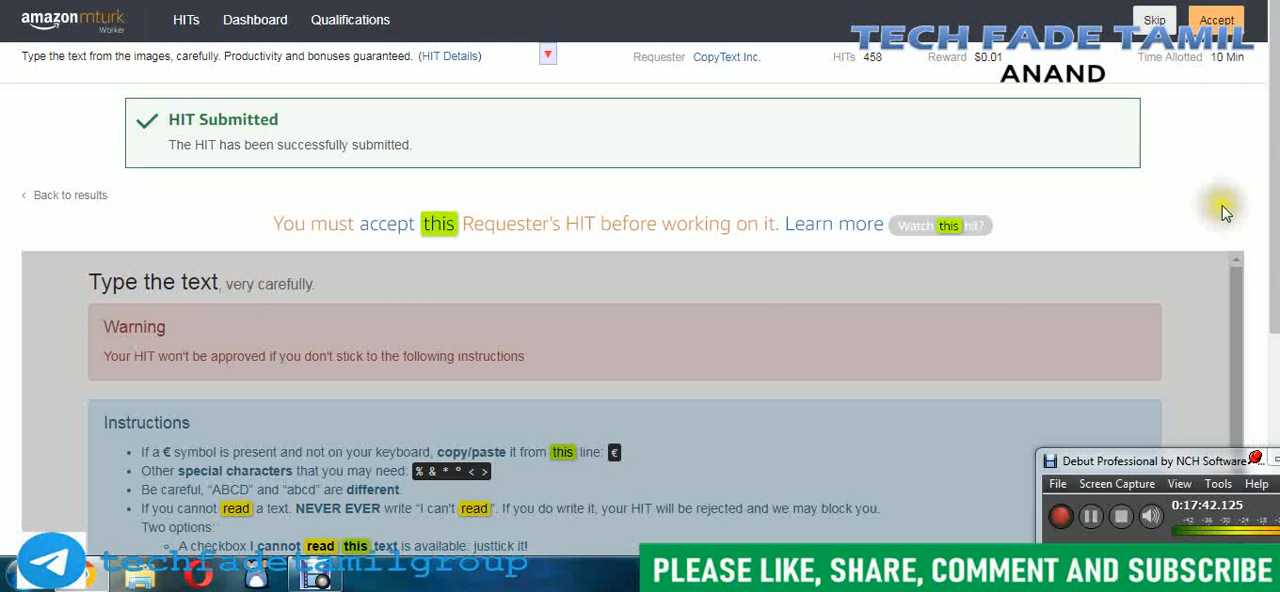 amazon mturk
Worker
HITs Dashboard Qualifications
Skip Accept
TECH FADE TAMIL
ANAND
Type the text from the images, carefully. Productivity and bonuses guaranteed. (HIT Details)
Requester CopyText Inc. HITs 458 Reward $0.01 Time Allotted 10 Min
HIT Submitted
The HIT has been successfully submitted.
‹ Back to results
You must accept this Requester's HIT before working on it. Learn more Watch this hit?
Type the text, very carefully.
Warning
Your HIT won't be approved if you don't stick to the following instructions
Instructions
• If a € symbol is present and not on your keyboard, copy/paste it from this line: €
• Other special characters that you may need: % & * ° < >
• Be careful, “ABCD” and “abcd” are different.
• If you cannot read a text. NEVER EVER write “I can't read”. If you do write it, your HIT will be rejected and we may block you.
Two options:
A checkbox I cannot read this text is available: justtick it!
Debut Professional by NCH Software
File Screen Capture View Tools Help
0:17:42.125
-42 -36 -30 -24 -18
techfadetamilgroup
PLEASE LIKE, SHARE, COMMENT AND SUBSCRIBE